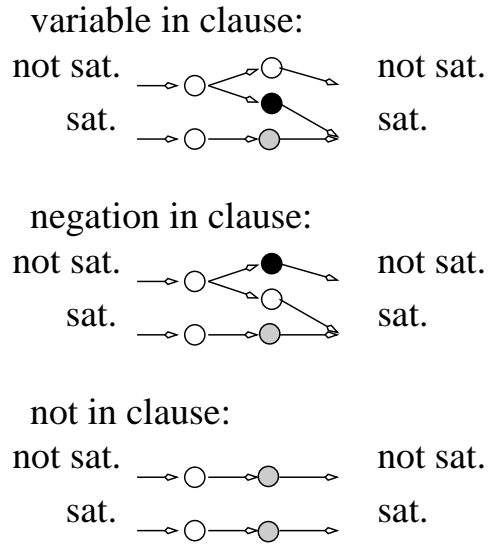 variable in clause:
not sat. not sat.
sat. sat.
negation in clause:
not sat. not sat.
sat. sat.
not in clause:
not sat. not sat.
sat. sat.